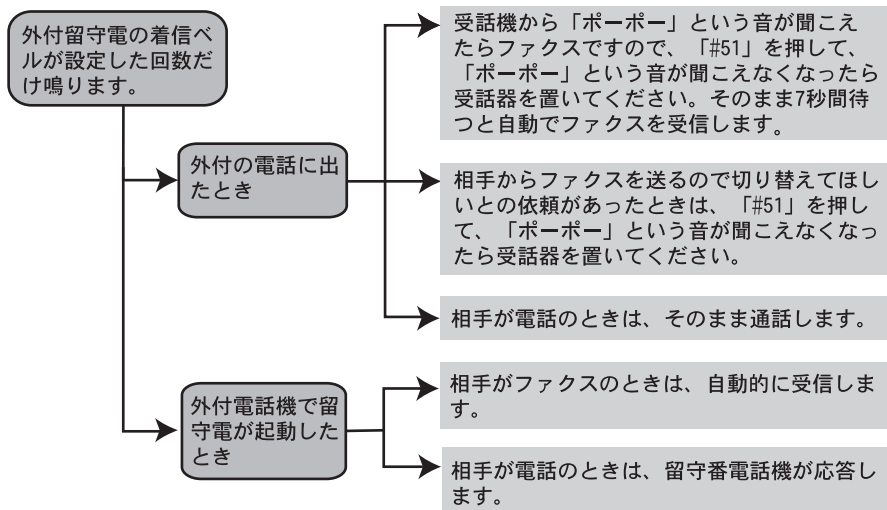 外付留守電の着信ベ
ルが設定した回数だ
け鳴ります。
外付の電話に出
たとき
受話機から「ポーポー」という音が聞こえ
たらファクスですので、「#51」を押して、
「ポーポー」という音が聞こえなくなったら
受話器を置いてください。そのまま7秒間待
つと自動でファクスを受信します。
相手からファクスを送るので切り替えてほし
いとの依頼があったときは、「#51」を押し
て、「ポーポー」という音が聞こえなくなっ
たら受話器を置いてください。
相手が電話のときは、そのまま通話します。
外付電話機で留
守電が起動した
とき
相手がファクスのときは、自動的に受信しま
す。
相手が電話のときは、留守番電話機が応答し
ます。